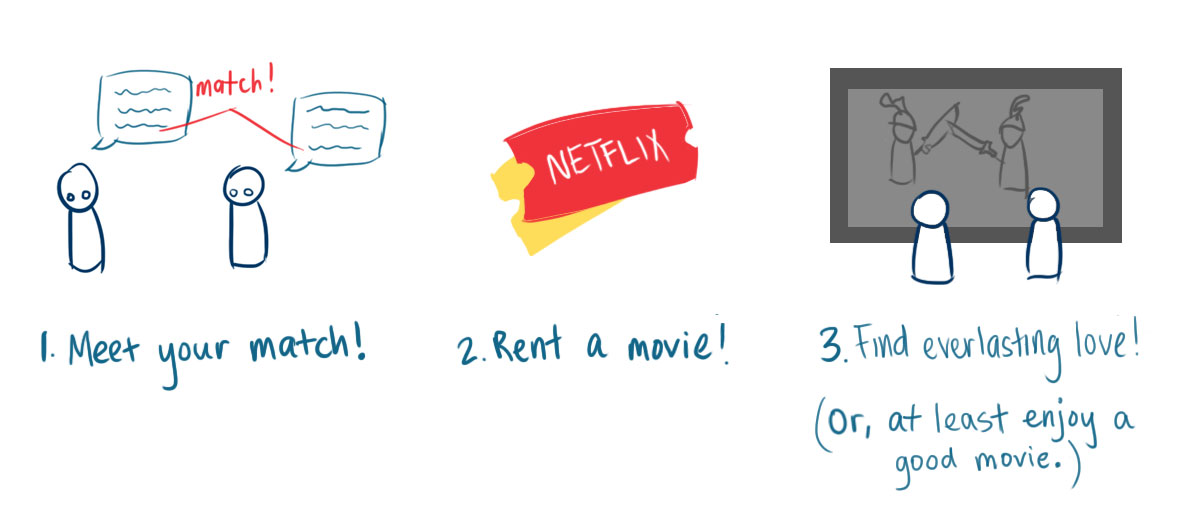 match!
NETFLIX
1. Meet your match!
2. Rent a movie!
3. Find everlasting love!
(Or, at least enjoy a
good movie.)